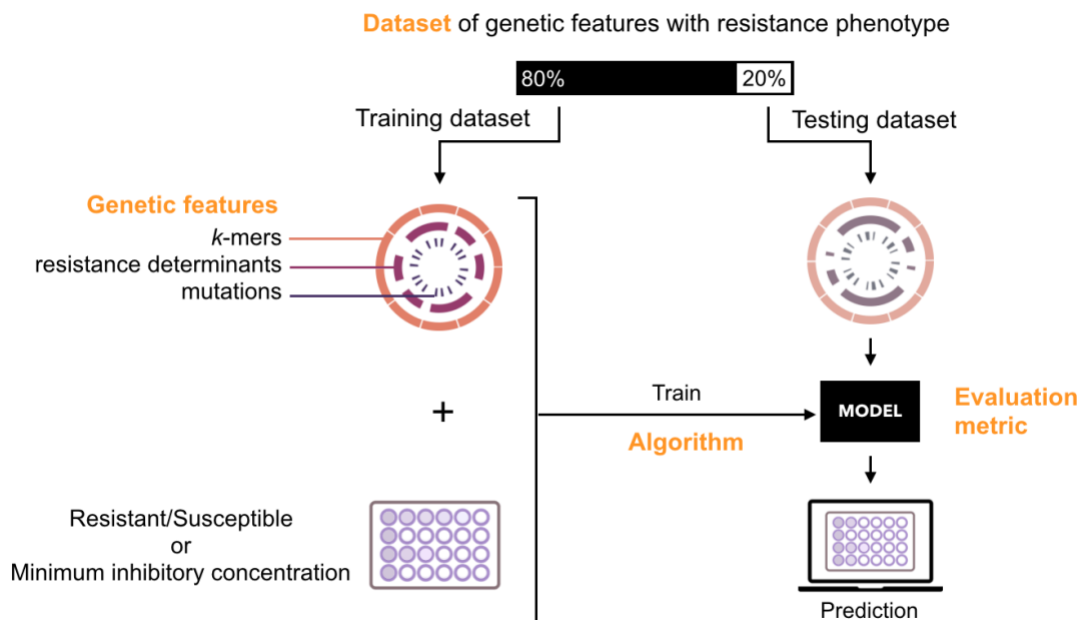 Dataset of genetic features with resistance phenotype
80%
20%
Training dataset
Testing dataset
Genetic features
k-mers
resistance determinants
mutations
+
Train
Algorithm
MODEL
Evaluation
metric
Resistant/Susceptible
or
Minimum inhibitory concentration
Prediction